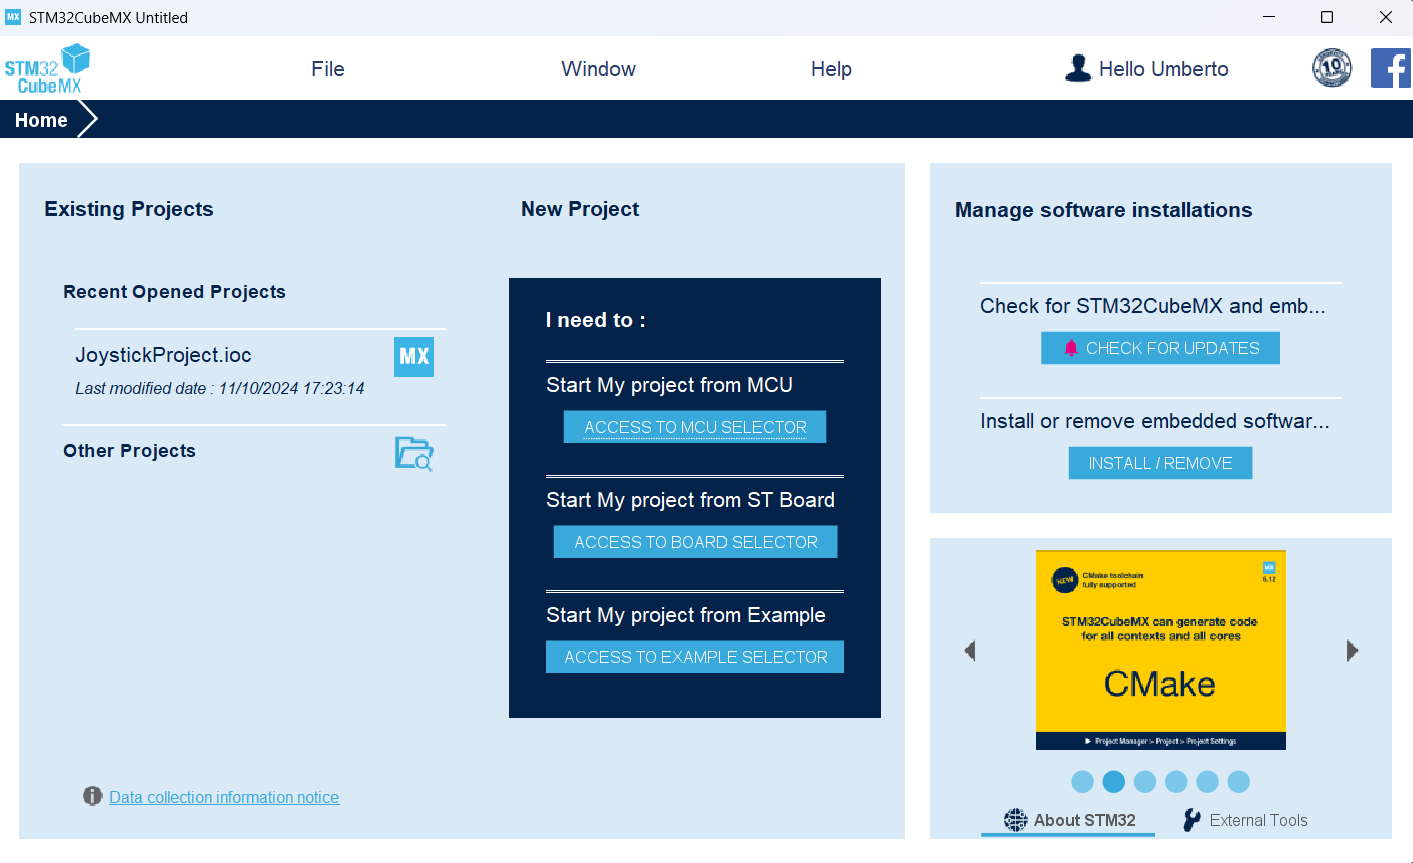 MX STM32CubeMX Untitled
STM32
CubeMX
File
Window
Help
Hello Umberto
10
YEARS
Home
Existing Projects
Recent Opened Projects
JoystickProject.ioc
MX
Last modified date : 11/10/2024 17:23:14
Other Projects
Data collection information notice
New Project
I need to :
Start My project from MCU
ACCESS TO MCU SELECTOR
Start My project from ST Board
ACCESS TO BOARD SELECTOR
Start My project from Example
ACCESS TO EXAMPLE SELECTOR
Manage software installations
Check for STM32CubeMX and emb...
CHECK FOR UPDATES
Install or remove embedded softwar...
INSTALL / REMOVE
NEW
CMake toolchain
fully supported
MX
6.12
STM32CubeMX can generate code
for all contexts and all cores
CMake
Project Manager > Project > Project Settings
About STM32
External Tools